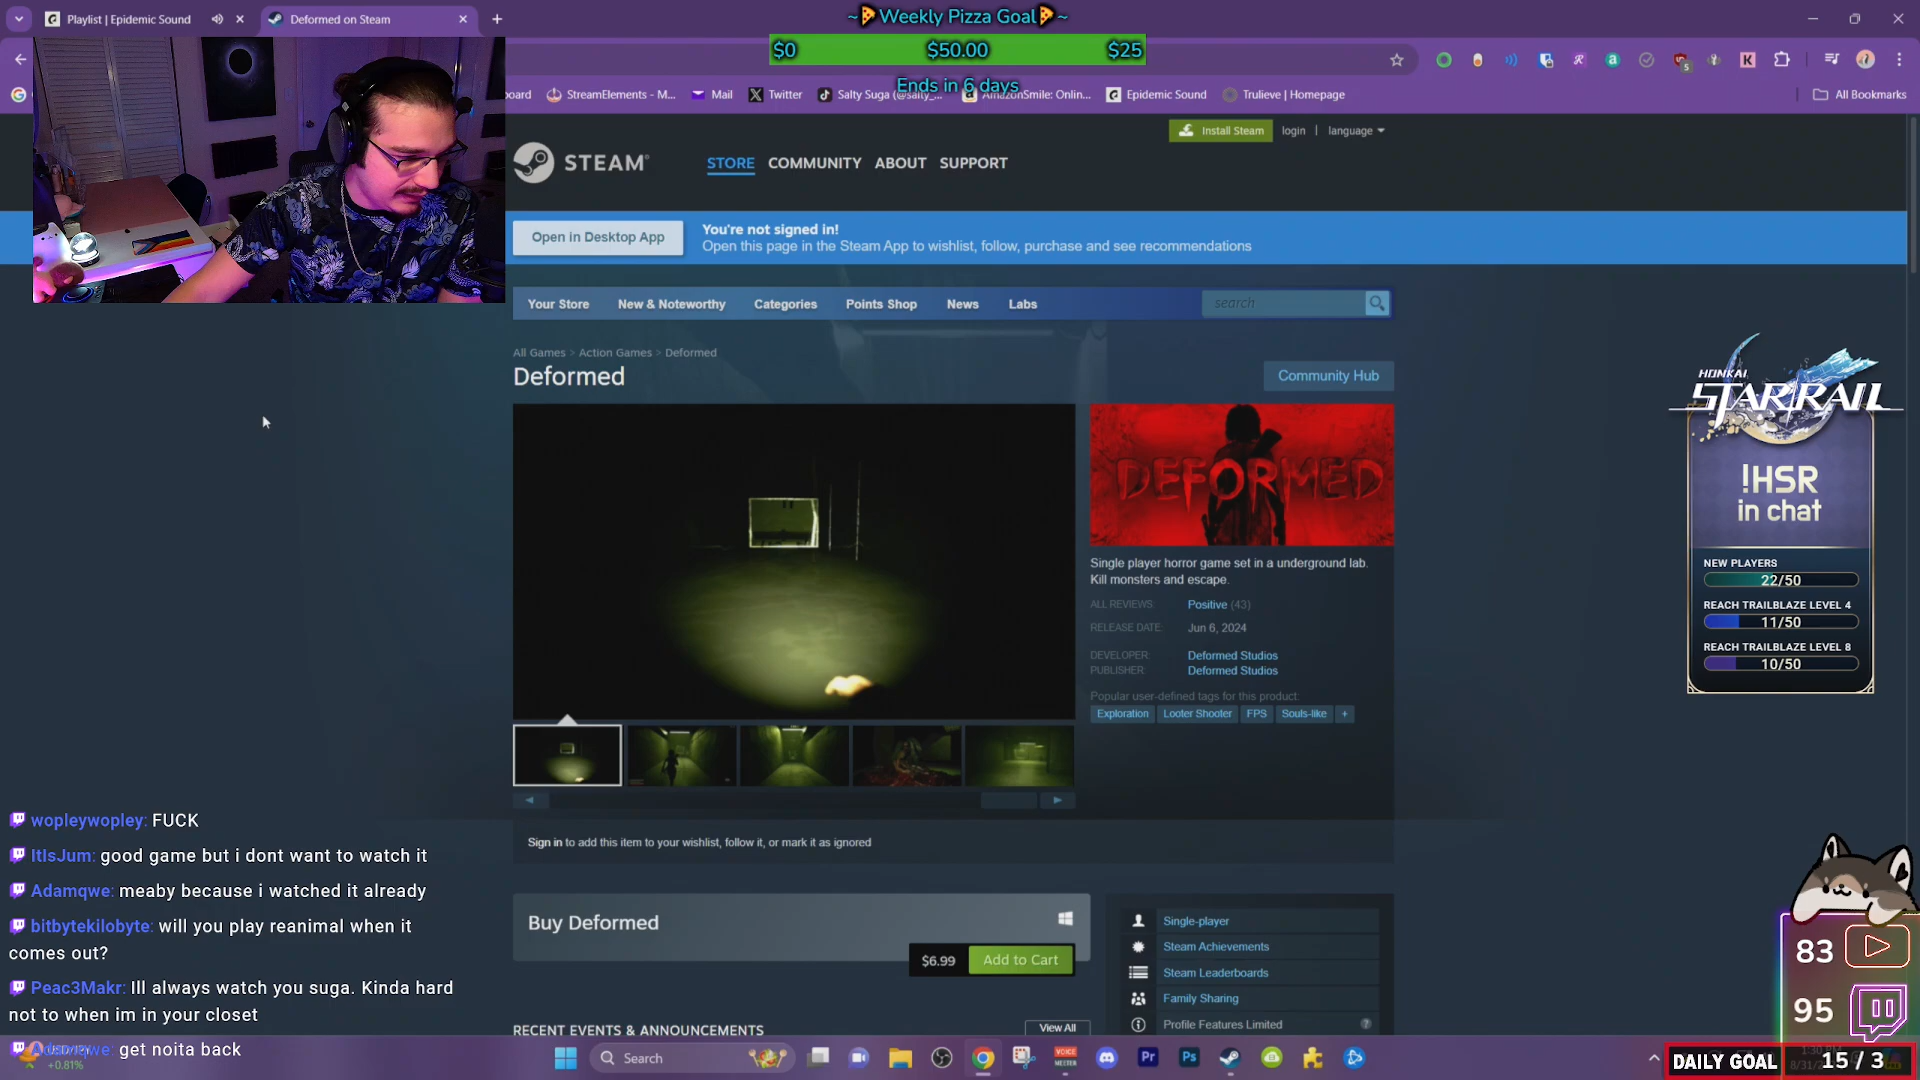 Playlist | Epidemic Sound
Deformed on Steam
~🍕Weekly Pizza Goal🍕~
$0 $50.00 $25
Ends in 6 days
StreamElements - M...
Mail
Twitter
Salty Suga (@salty_...
AmazonSmile: Onlin...
Epidemic Sound
Trulieve | Homepage
All Bookmarks
Install Steam
login | language
STEAM
STORE COMMUNITY ABOUT SUPPORT
Open in Desktop App
You're not signed in!
Open this page in the Steam App to wishlist, follow, purchase and see recommendations
Your Store New & Noteworthy Categories Points Shop News Labs
search
All Games > Action Games > Deformed
Deformed
Community Hub
DEFORMED
Single player horror game set in a underground lab.
Kill monsters and escape.
ALL REVIEWS: Positive (43)
RELEASE DATE: Jun 6, 2024
DEVELOPER: Deformed Studios
PUBLISHER: Deformed Studios
Popular user-defined tags for this product:
Exploration Looter Shooter FPS Souls-like +
Sign in to add this item to your wishlist, follow it, or mark it as ignored
Buy Deformed
$6.99 Add to Cart
RECENT EVENTS & ANNOUNCEMENTS
View All
Single-player
Steam Achievements
Steam Leaderboards
Family Sharing
Profile Features Limited
HONKAI
STAR RAIL
!HSR
in chat
NEW PLAYERS
22/50
REACH TRAILBLAZE LEVEL 4
11/50
REACH TRAILBLAZE LEVEL 8
10/50
wopleywopley: FUCK
ItIsJum: good game but i dont want to watch it
Adamqwe: meaby because i watched it already
bitbytekilobyte: will you play reanimal when it
comes out?
Peac3Makr: Ill always watch you suga. Kinda hard
not to when im in your closet
Adamqwe: get noita back
+0.81%
Search
83
95
DAILY GOAL 15 / 3